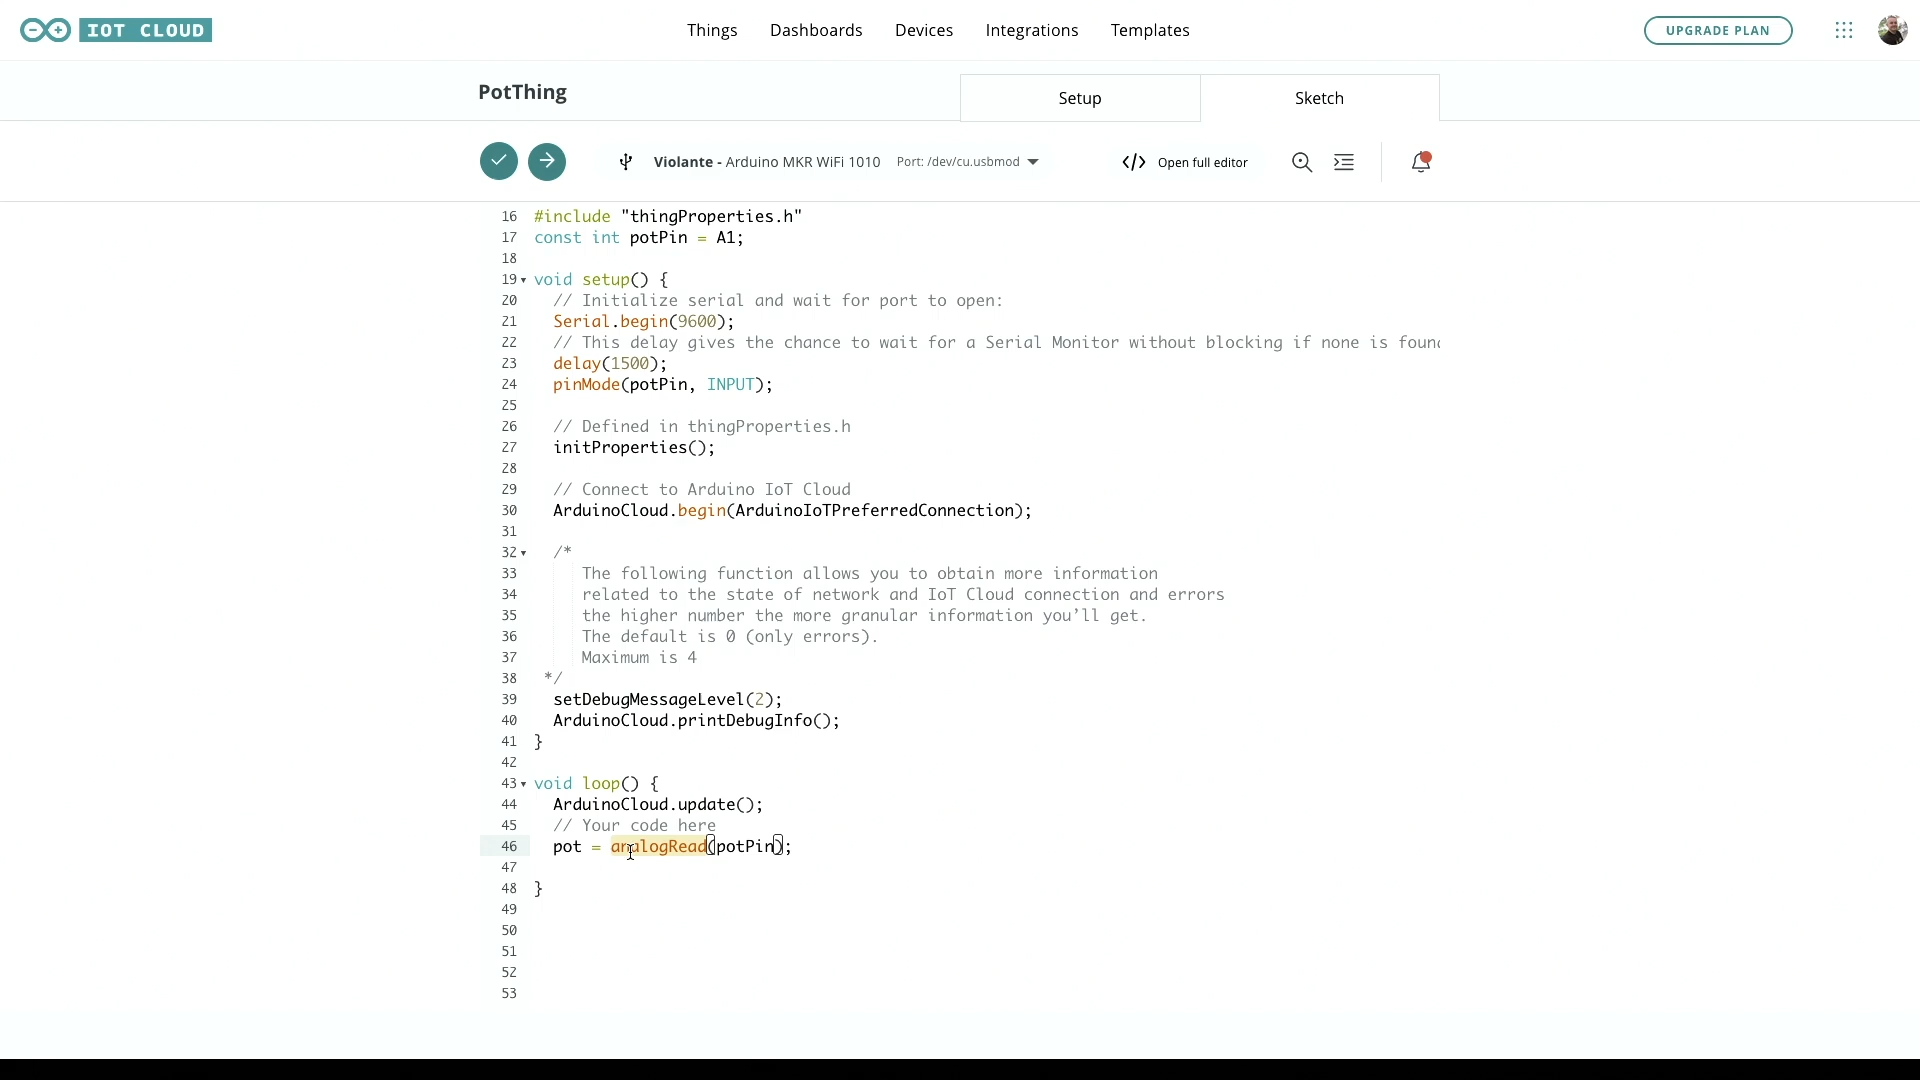 IOT CLOUD
Things Dashboards Devices Integrations Templates
UPGRADE PLAN
PotThing
Setup
Sketch
Violante - Arduino MKR WiFi 1010 Port: /dev/cu.usbmod
</> Open full editor
16 #include "thingProperties.h"
17 const int potPin = A1;
18
19 void setup() {
20 // Initialize serial and wait for port to open:
21 Serial.begin(9600);
22 // This delay gives the chance to wait for a Serial Monitor without blocking if none is foun
23 delay(1500);
24 pinMode(potPin, INPUT);
25
26 // Defined in thingProperties.h
27 initProperties();
28
29 // Connect to Arduino IoT Cloud
30 ArduinoCloud.begin(ArduinoIoTPreferredConnection);
31
32 /*
33 The following function allows you to obtain more information
34 related to the state of network and IoT Cloud connection and errors
35 the higher number the more granular information you’ll get.
36 The default is 0 (only errors).
37 Maximum is 4
38 */
39 setDebugMessageLevel(2);
40 ArduinoCloud.printDebugInfo();
41 }
42
43 void loop() {
44 ArduinoCloud.update();
45 // Your code here
46 pot = analogRead(potPin);
47
48 }
49
50
51
52
53